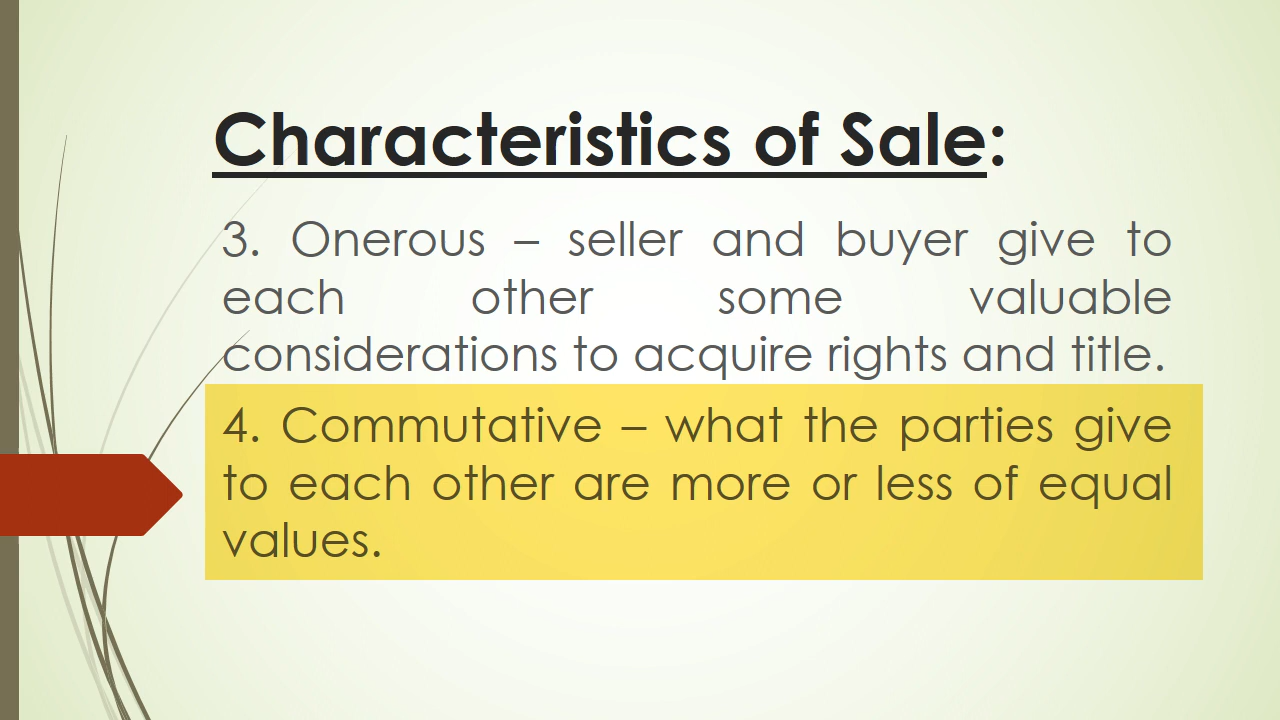 Characteristics of Sale:
3. Onerous – seller and buyer give to
each other some valuable
considerations to acquire rights and title.
4. Commutative – what the parties give
to each other are more or less of equal
values.